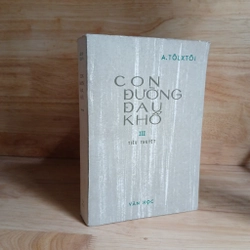 A.TÔLXTÔI
CON
ĐƯỜNG
ĐAU
KHỔ
III
TIỂU THUYẾT
VĂN HỌC